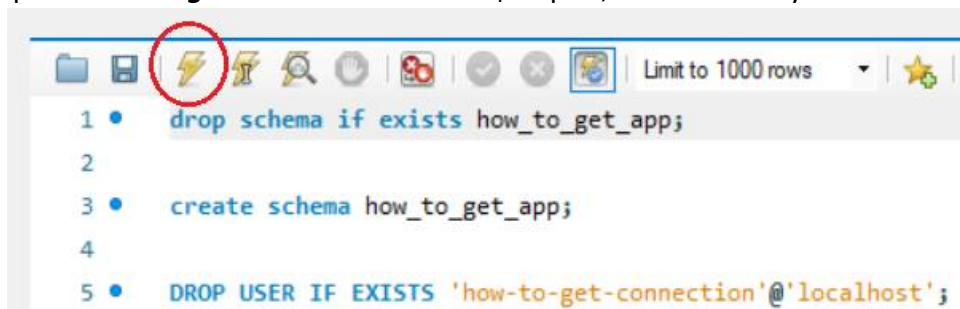 Limit to 1000 rows
1 drop schema if exists how_to_get_app;
2
3 create schema how_to_get_app;
4
5 DROP USER IF EXISTS 'how-to-get-connection'@'localhost';